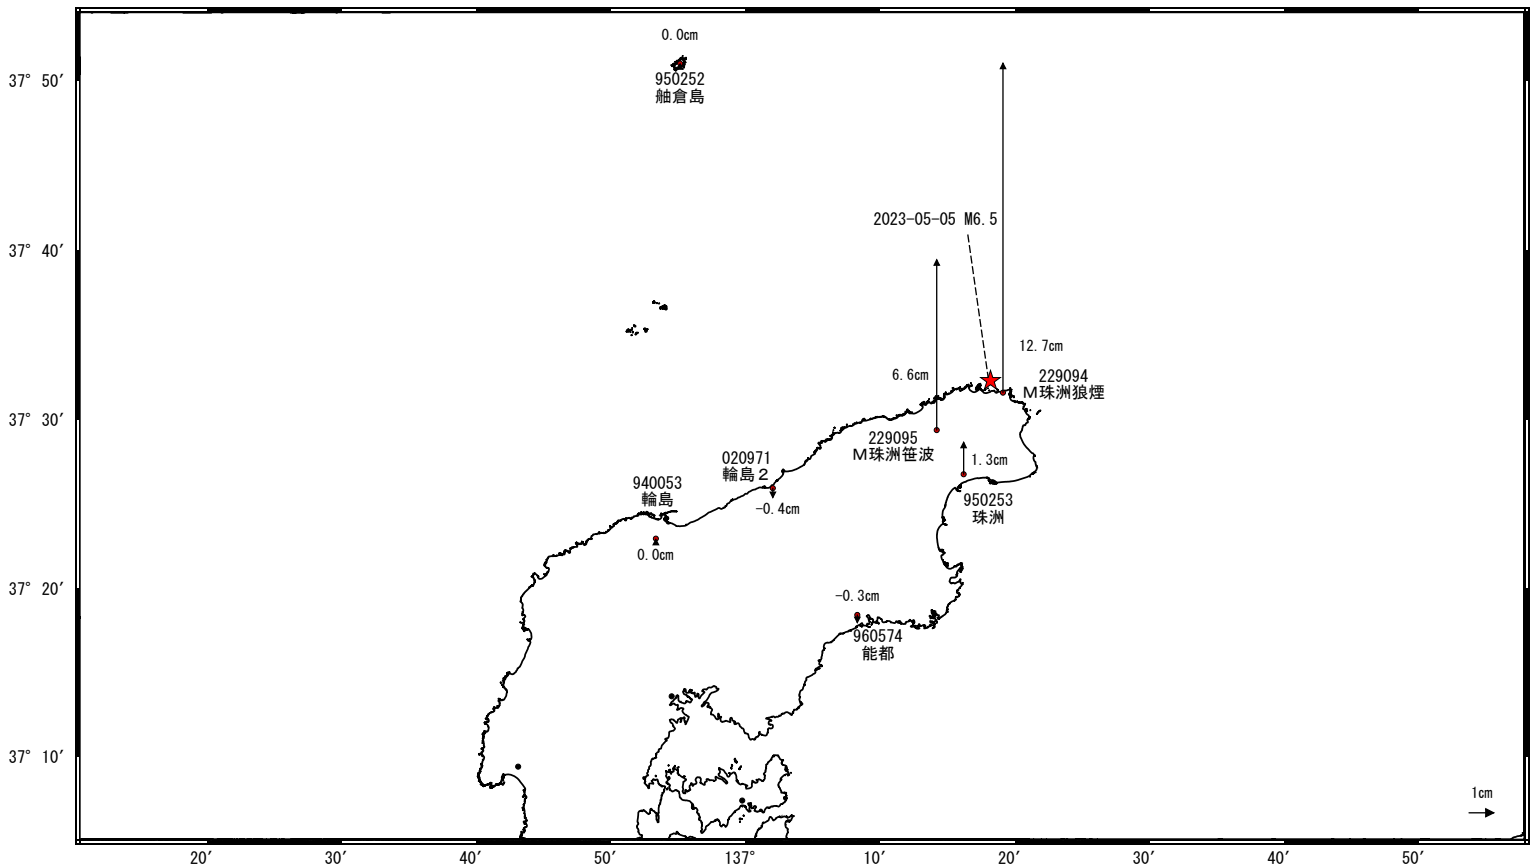 0.0cm
950252
舳倉島
37° 50′
2023-05-05 M6.5
37° 40′
12.7cm
6.6cm
229094
Ｍ珠洲狼煙
37° 30′
229095
Ｍ珠洲笹波
1.3cm
020971
輪島２
940053
輪島
-0.4cm
950253
珠洲
0.0cm
37° 20′
-0.3cm
960574
能都
37° 10′
1cm
20′ 30′ 40′ 50′ 137° 10′ 20′ 30′ 40′ 50′